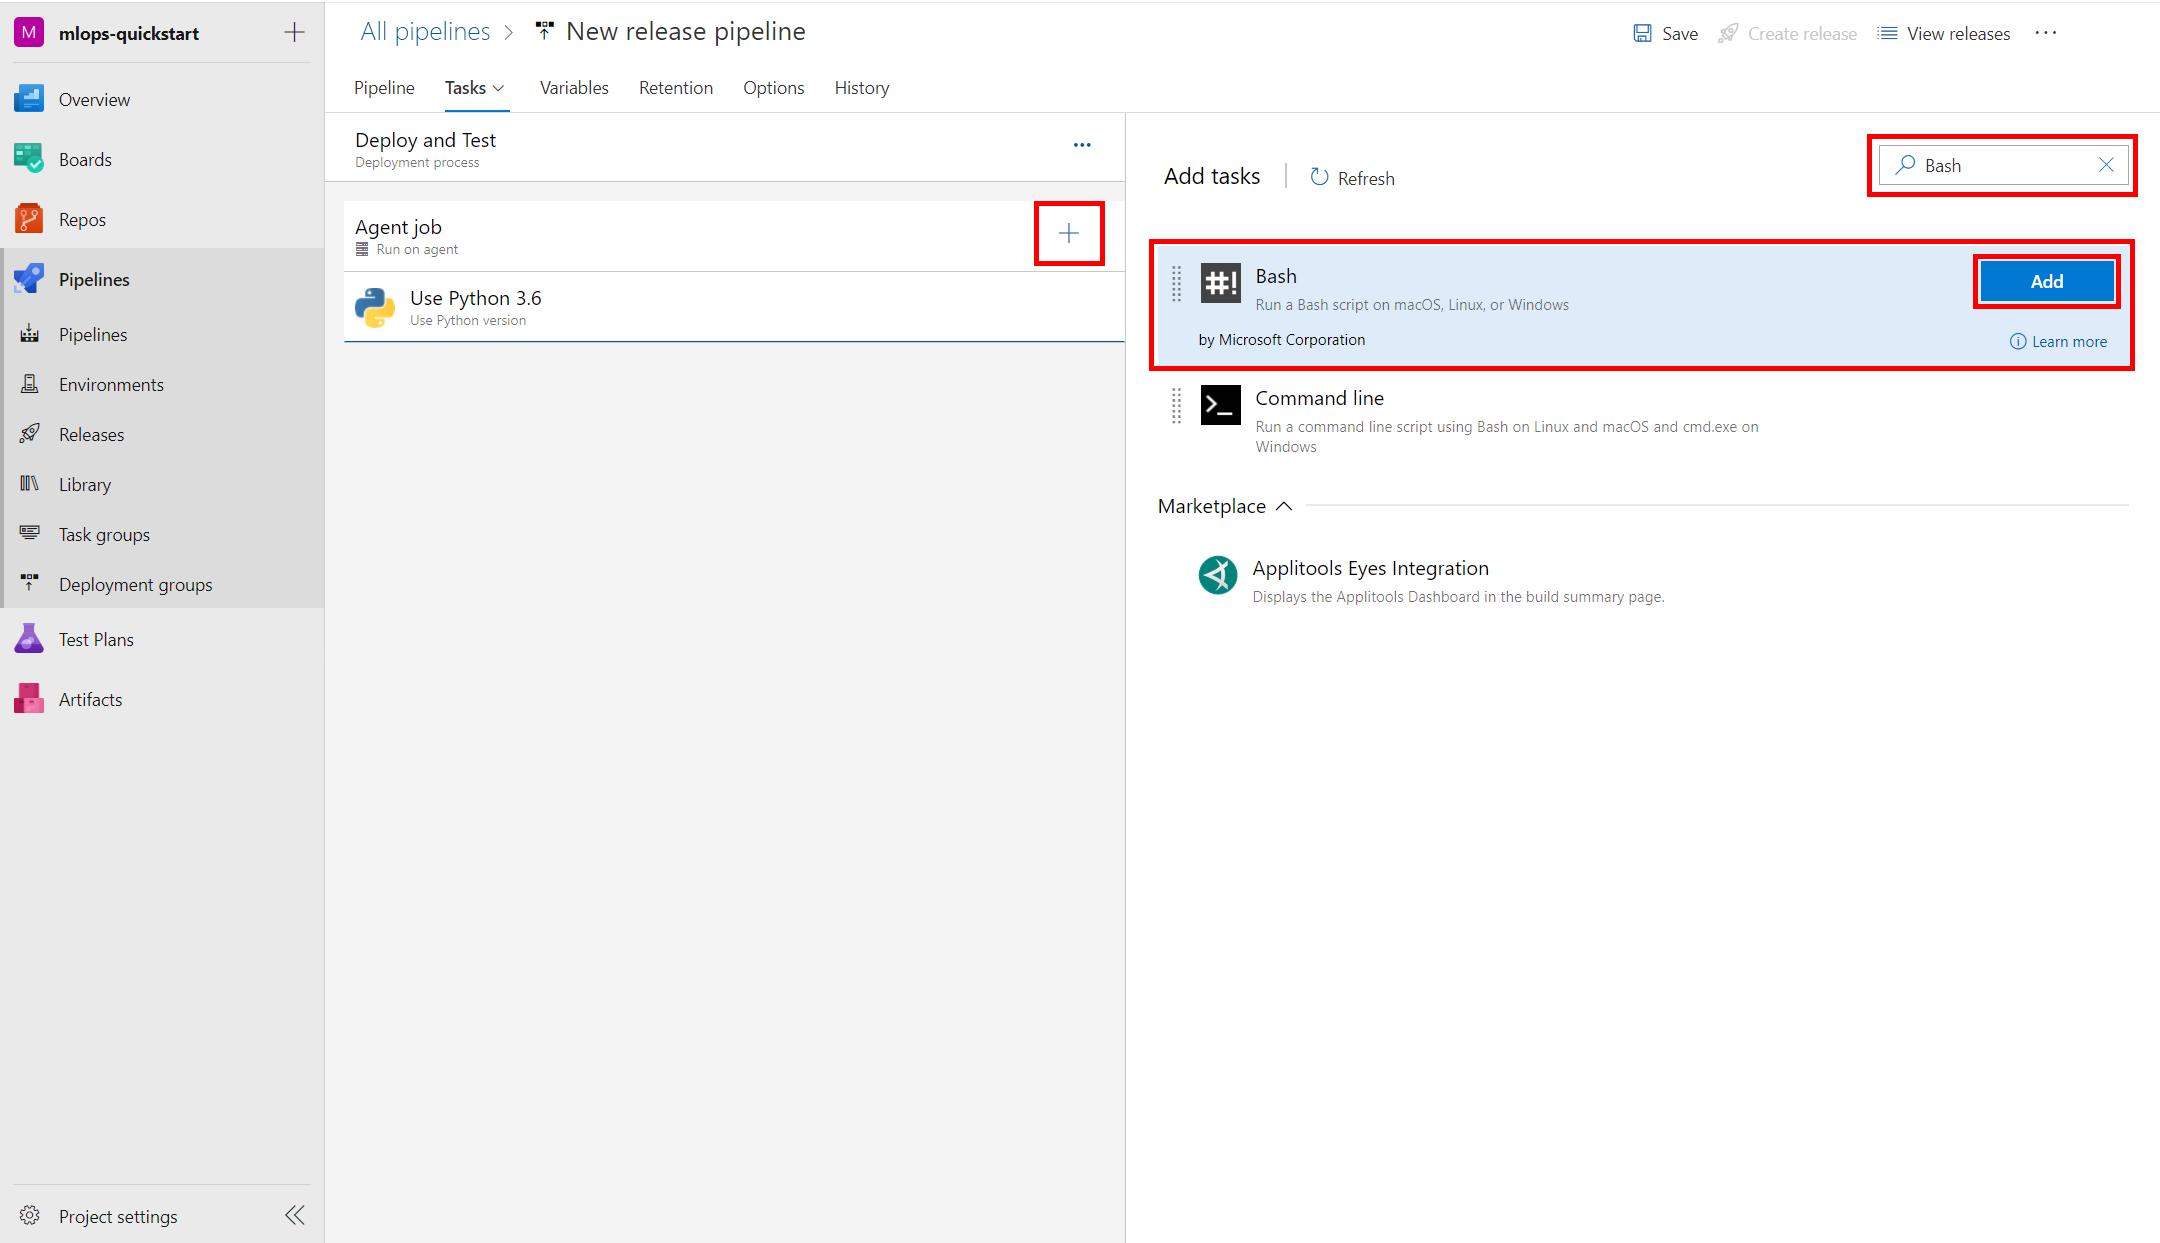 M
mlops-quickstart
Overview
Boards
Repos
Pipelines
Pipelines
Environments
Releases
Library
Task groups
Deployment groups
Test Plans
Artifacts
Project settings
All pipelines
New release pipeline
Save
Create release
View releases
Pipeline
Tasks
Variables
Retention
Options
History
Deploy and Test
Deployment process
Agent job
Run on agent
Use Python 3.6
Use Python version
Add tasks
Refresh
Bash
#!
Bash
Run a Bash script on macOS, Linux, or Windows
by Microsoft Corporation
Add
Learn more
Command line
Run a command line script using Bash on Linux and macOS and cmd.exe on
Windows
Marketplace
Applitools Eyes Integration
Displays the Applitools Dashboard in the build summary page.